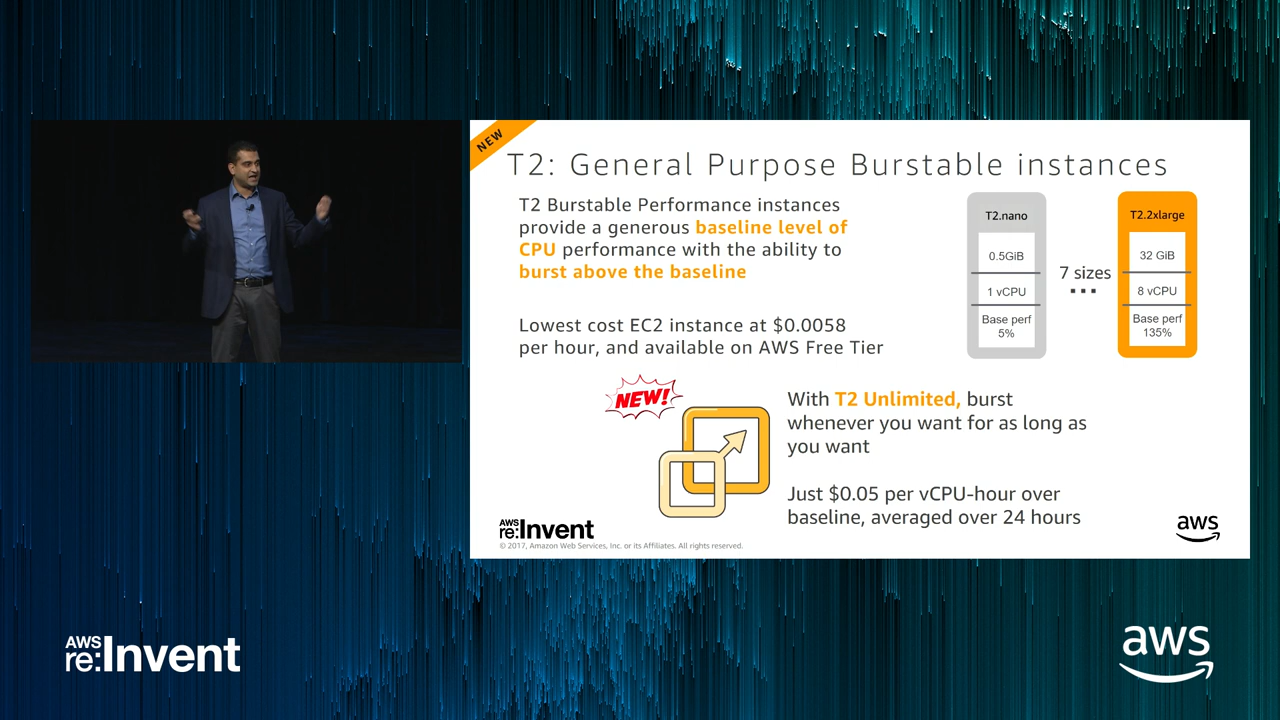 NEW
T2: General Purpose Burstable instances
T2 Burstable Performance instances
provide a generous baseline level of
CPU performance with the ability to
burst above the baseline
Lowest cost EC2 instance at $0.0058
per hour, and available on AWS Free Tier
T2.nano
0.5GiB
1 vCPU
Base perf
5%
7 sizes
...
T2.2xlarge
32 GiB
8 vCPU
Base perf
135%
NEW!
With T2 Unlimited, burst
whenever you want for as long as
you want
Just $0.05 per vCPU-hour over
baseline, averaged over 24 hours
AWS
re:Invent
© 2017, Amazon Web Services, Inc. or its Affiliates. All rights reserved.
aws
AWS
re:Invent
aws